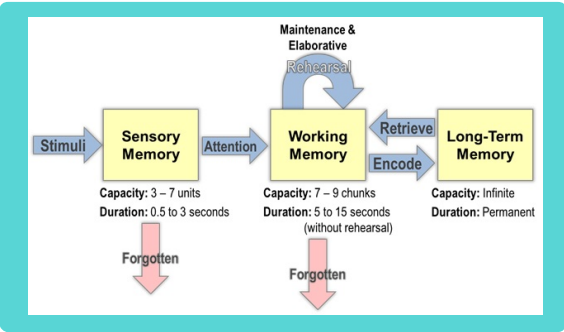 Maintenance &
Elaborative
Rehearsal
Stimuli
Sensory
Memory
Attention
Working
Memory
Retrieve
Encode
Long-Term
Memory
Capacity: 3 – 7 units
Duration: 0.5 to 3 seconds
Forgotten
Capacity: 7 – 9 chunks
Duration: 5 to 15 seconds
(without rehearsal)
Forgotten
Capacity: Infinite
Duration: Permanent